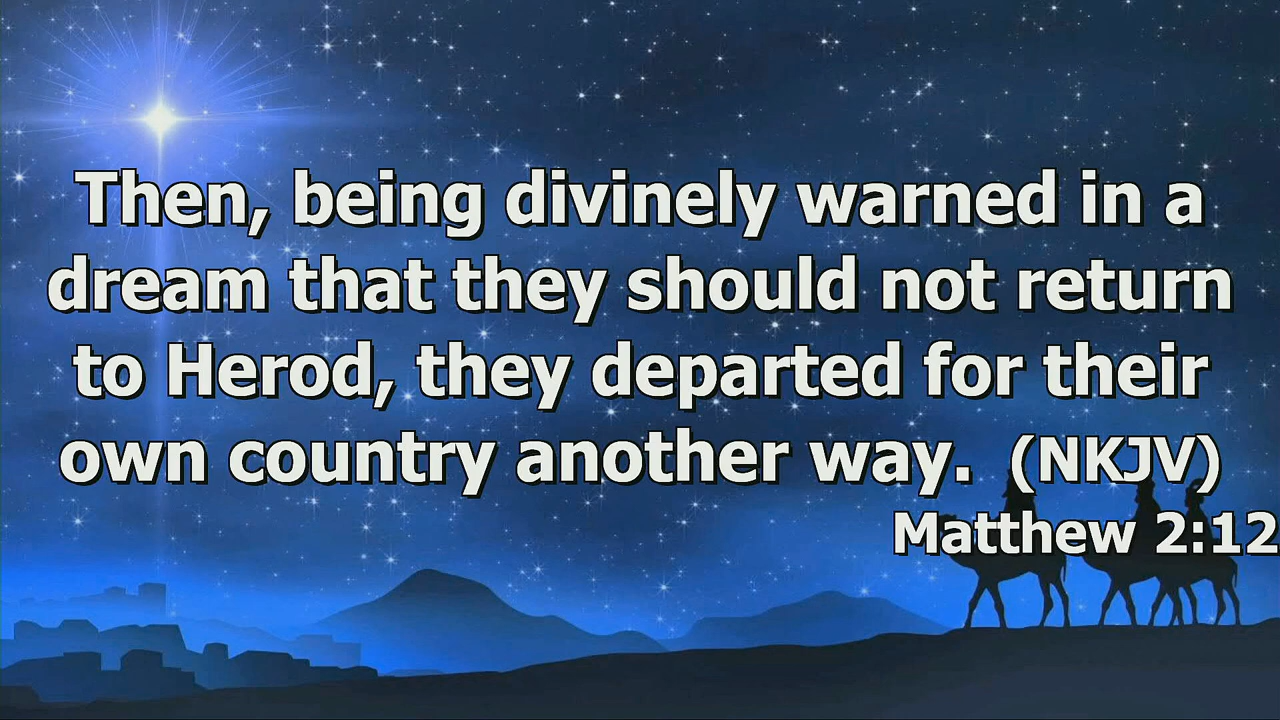 Then, being divinely warned in a
dream that they should not return
to Herod, they departed for their
own country another way. (NKJV)
Matthew 2:12